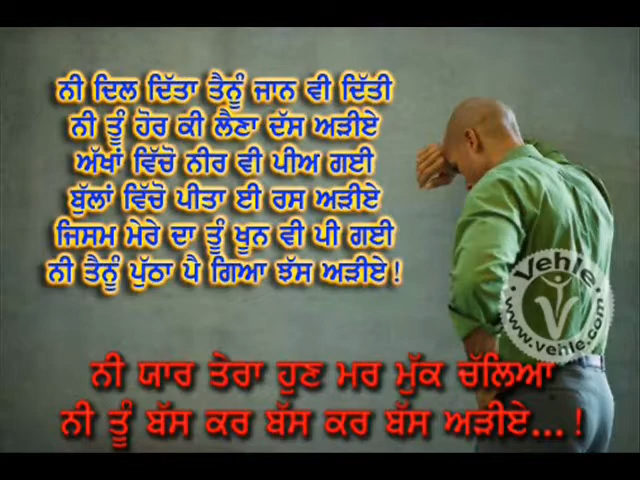 ਨੀ ਦਿਲ ਦਿੱਤਾ ਤੈਨੂੰ ਜਾਨ ਵੀ ਦਿੱਤੀ
ਨੀ ਤੂੰ ਹੋਰ ਕੀ ਲੈਣਾ ਦੱਸ ਅੜੀਏ
ਅੱਖਾਂ ਵਿੱਚੋ ਨੀਰ ਵੀ ਪੀਅ ਗਈ
ਬੁੱਲਾਂ ਵਿੱਚੋ ਪੀਤਾ ਈ ਰਸ ਅੜੀਏ
ਜਿਸਮ ਮੇਰੇ ਦਾ ਤੂੰ ਖੂਨ ਵੀ ਪੀ ਗਈ
ਨੀ ਤੈਨੂੰ ਪੁੱਠਾ ਪੈ ਗਿਆ ਝੱਸ ਅੜੀਏ!
Vehle
www.vehle.com
ਨੀ ਯਾਰ ਤੇਰਾ ਹੁਣ ਮਰ ਮੁੱਕ ਚੱਲਿਆ
ਨੀ ਤੂੰ ਬੱਸ ਕਰ ਬੱਸ ਕਰ ਬੱਸ ਅੜੀਏ...!